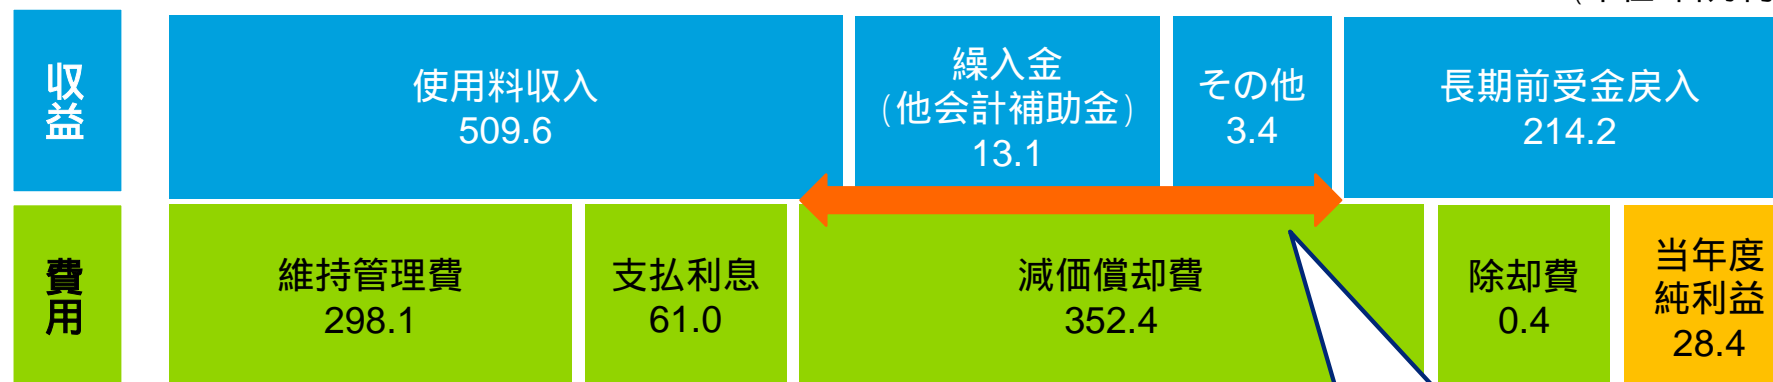 収益
使用料収入
509.6
繰入金
(他会計補助金)
13.1
その他
3.4
長期前受金戻入
214.2
費用
維持管理費
298.1
支払利息
61.0
減価償却費
352.4
除却費
0.4
当年度
純利益
28.4